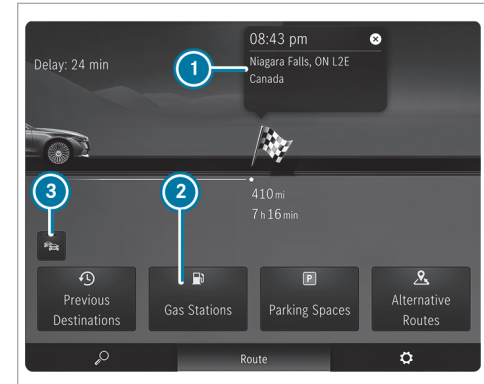 08:43 pm
Delay: 24 min
Niagara Falls, ON L2E
Canada
1
3
2
410 mi
7 h 16 min
P
Previous
Destinations
Gas Stations
Parking Spaces
Alternative
Routes
Route